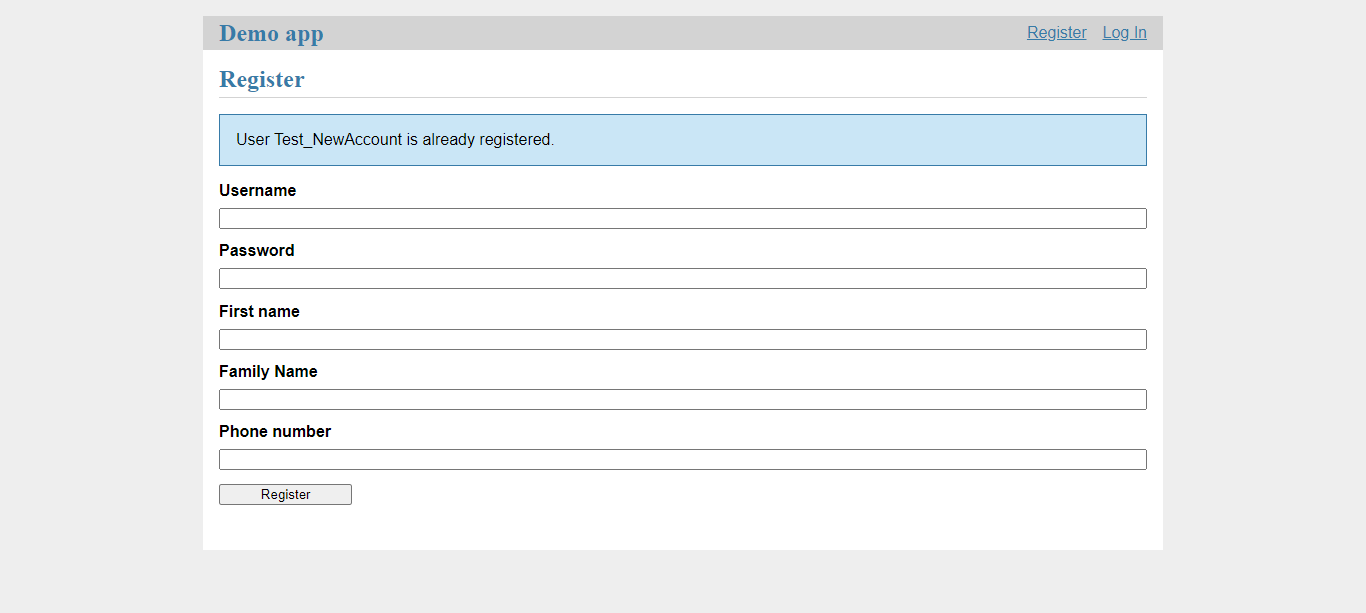 Demo app
Register Log In
Register
User Test_NewAccount is already registered.
Username
Password
First name
Family Name
Phone number
Register